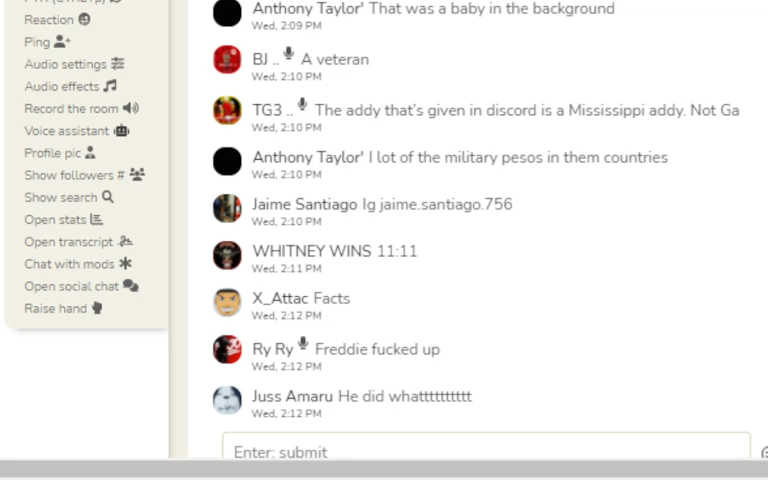 Reaction
Ping
Audio settings
Audio effects
Record the room
Voice assistant
Profile pic
Show followers #
Show search
Open stats
Open transcript
Chat with mods
Open social chat
Raise hand
Anthony Taylor' That was a baby in the background
Wed, 2:09 PM
BJ .. A veteran
Wed, 2:10 PM
TG3 .. The addy that's given in discord is a Mississippi addy. Not Ga
Wed, 2:10 PM
Anthony Taylor' I lot of the military pesos in them countries
Wed, 2:10 PM
Jaime Santiago Ig jaime.santiago.756
Wed, 2:10 PM
WHITNEY WINS 11:11
Wed, 2:11 PM
X_Attac Facts
Wed, 2:12 PM
Ry Ry Freddie fucked up
Wed, 2:12 PM
Juss Amaru He did whatttttttttt
Wed, 2:12 PM
Enter: submit